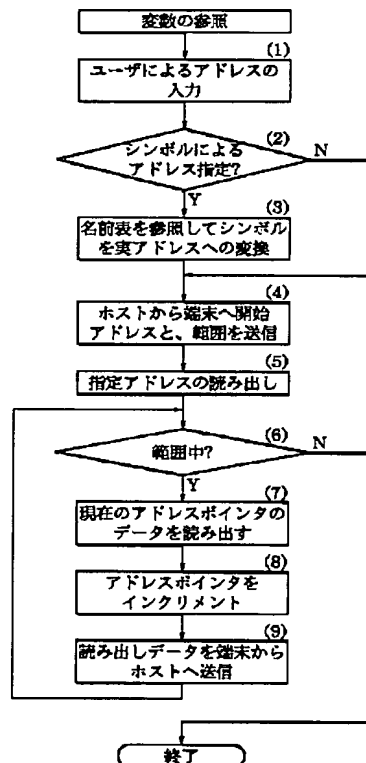 変数の参照
(1)
ユーザによるアドレスの
入力
(2)
シンボルによる
アドレス指定?
N
Y
(3)
名前表を参照してシンボル
を実アドレスへの変換
(4)
ホストから端末へ開始
アドレスと、範囲を送信
(5)
指定アドレスの読み出し
(6)
範囲中?
N
Y
(7)
現在のアドレスポインタの
データを読み出す
(8)
アドレスポインタを
インクリメント
(9)
読み出しデータを端末から
ホストへ送信
終了